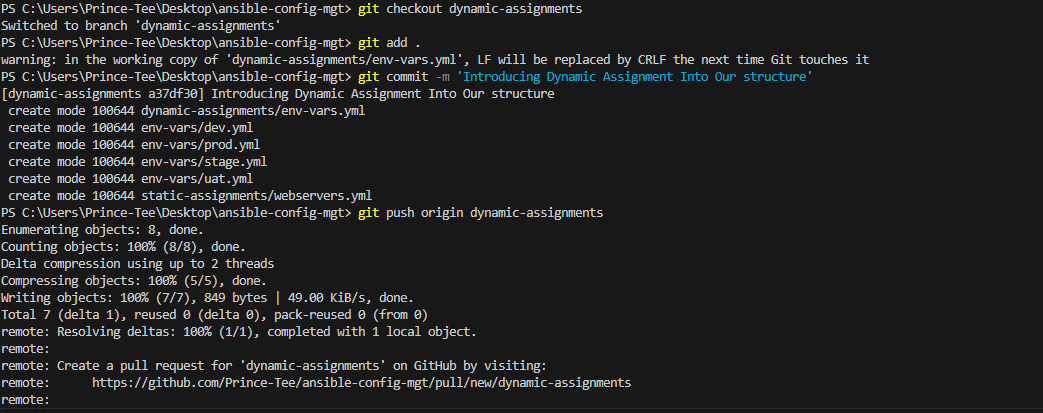 PS C:\Users\Prince-Tee\Desktop\ansible-config-mgt> git checkout dynamic-assignments
Switched to branch 'dynamic-assignments'
PS C:\Users\Prince-Tee\Desktop\ansible-config-mgt> git add .
warning: in the working copy of 'dynamic-assignments/env-vars.yml', LF will be replaced by CRLF the next time Git touches it
PS C:\Users\Prince-Tee\Desktop\ansible-config-mgt> git commit -m 'Introducing Dynamic Assignment Into Our structure'
[dynamic-assignments a37df30] Introducing Dynamic Assignment Into Our structure
 create mode 100644 dynamic-assignments/env-vars.yml
 create mode 100644 env-vars/dev.yml
 create mode 100644 env-vars/prod.yml
 create mode 100644 env-vars/stage.yml
 create mode 100644 env-vars/uat.yml
 create mode 100644 static-assignments/webservers.yml
PS C:\Users\Prince-Tee\Desktop\ansible-config-mgt> git push origin dynamic-assignments
Enumerating objects: 8, done.
Counting objects: 100% (8/8), done.
Delta compression using up to 2 threads
Compressing objects: 100% (5/5), done.
Writing objects: 100% (7/7), 849 bytes | 49.00 KiB/s, done.
Total 7 (delta 1), reused 0 (delta 0), pack-reused 0 (from 0)
remote: Resolving deltas: 100% (1/1), completed with 1 local object.
remote:
remote: Create a pull request for 'dynamic-assignments' on GitHub by visiting:
remote:      https://github.com/Prince-Tee/ansible-config-mgt/pull/new/dynamic-assignments
remote: